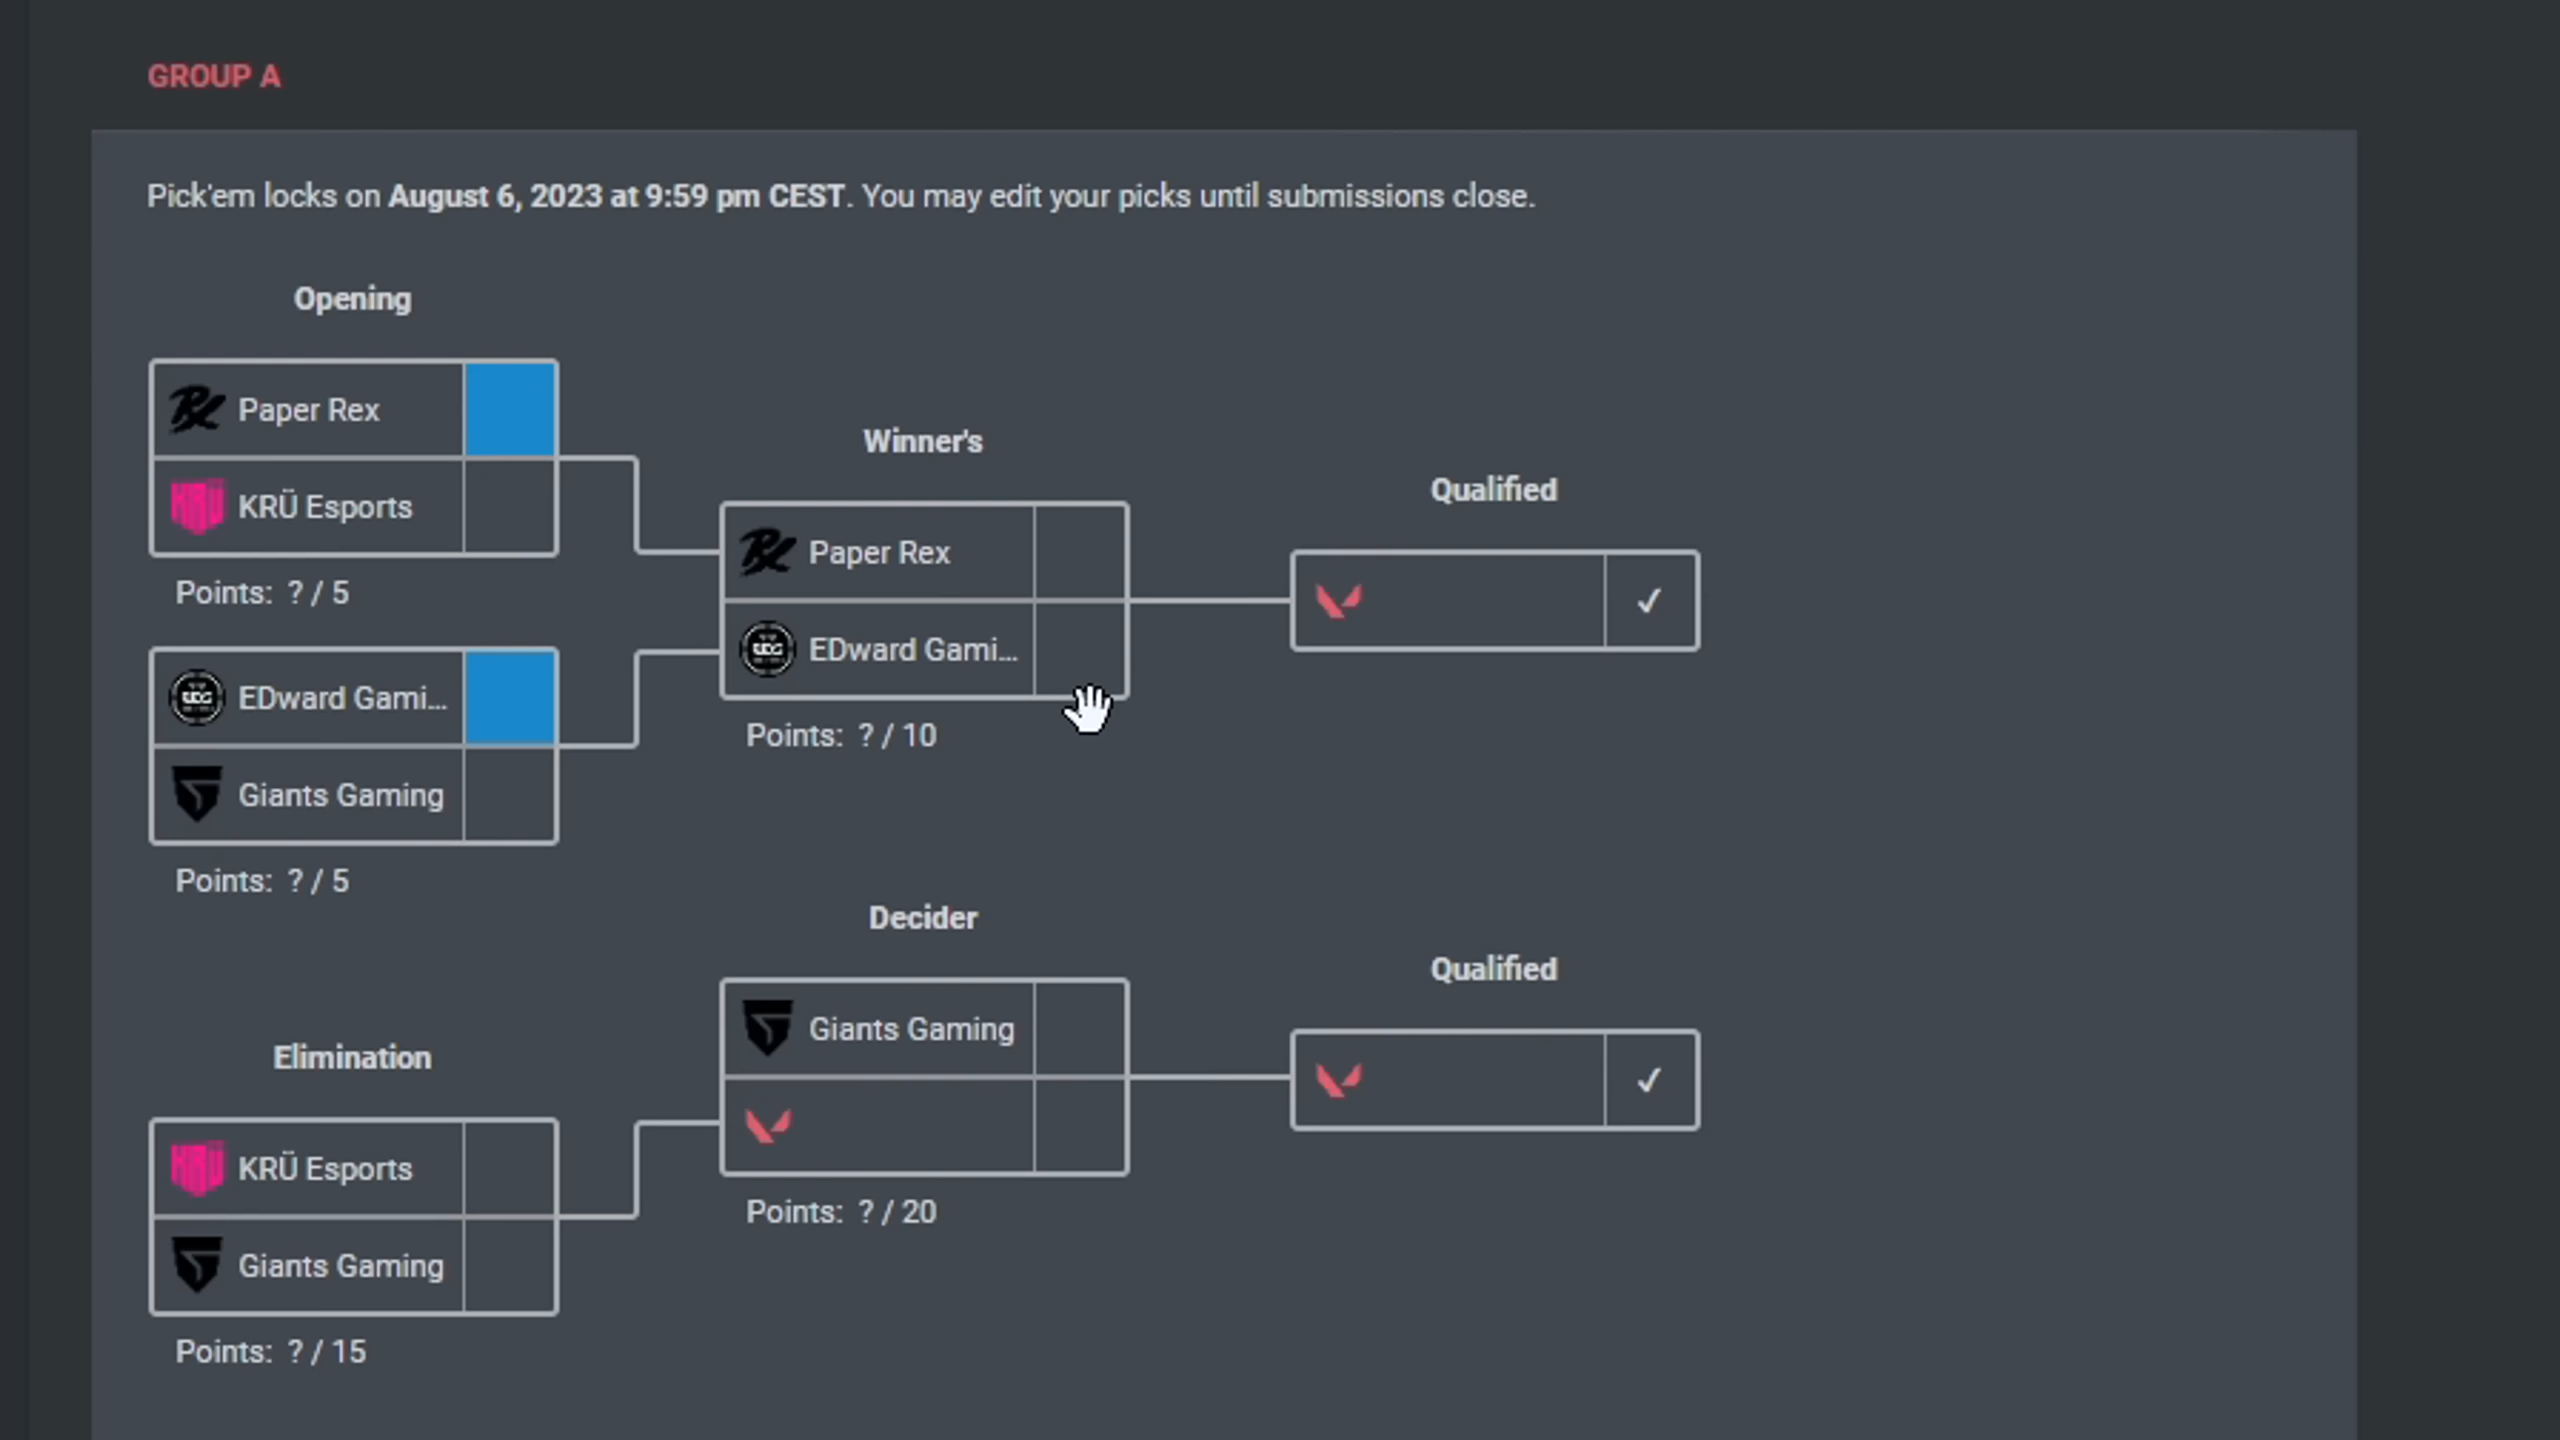 GROUP A
Pick'em locks on August 6, 2023 at 9:59 pm CEST. You may edit your picks until submissions close.
Opening
Paper Rex
KRÜ Esports
Points: ? / 5
EDward Gami...
Giants Gaming
Points: ? / 5
Winner's
Paper Rex
EDward Gami...
Points: ? / 10
Qualified
✓
Elimination
KRÜ Esports
Giants Gaming
Points: ? / 15
Decider
Giants Gaming
Points: ? / 20
Qualified
✓